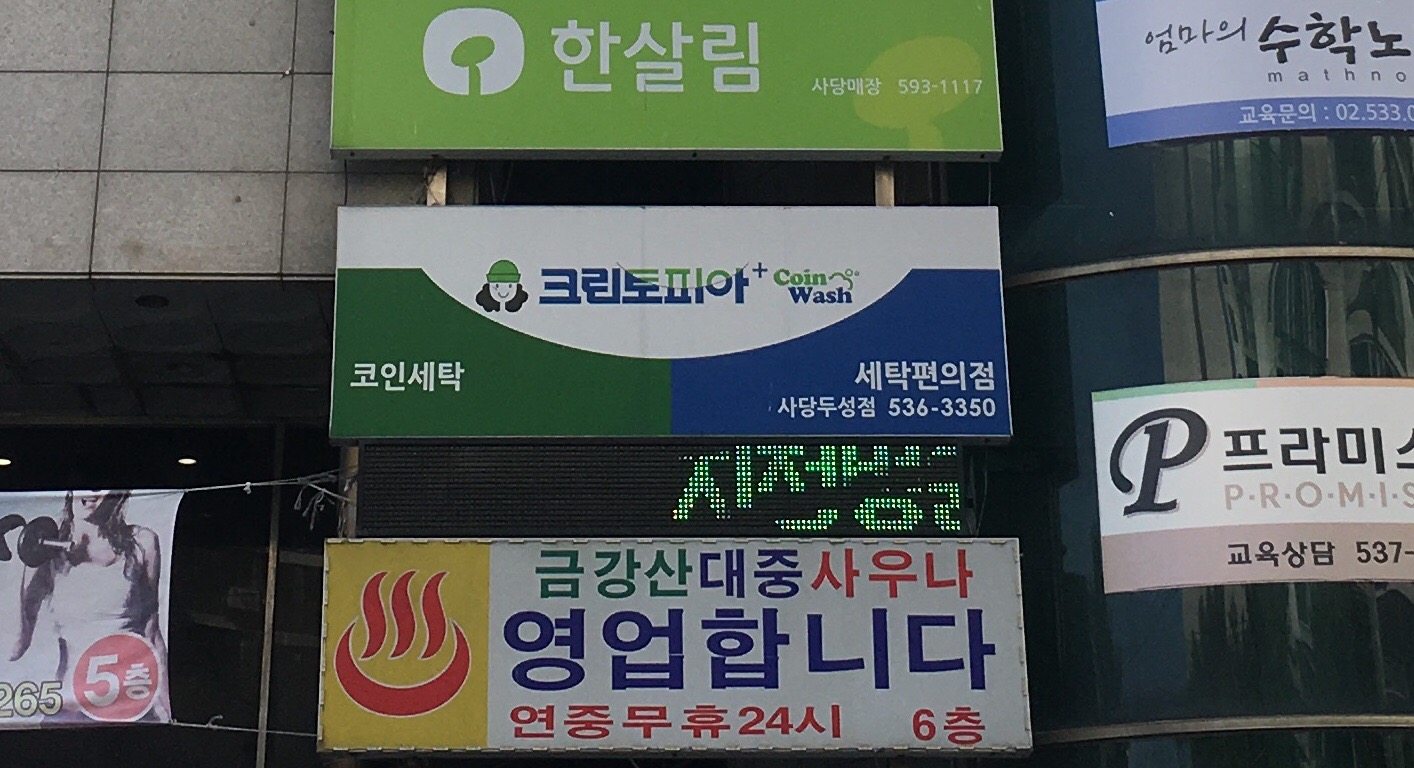 한살림
사당매장 593-1117
크린토피아+ Coin Wash
코인세탁
세탁편의점
사당두성점 536-3350
금강산대중사우나
영업합니다
연중무휴24시 6층
265 5층
엄마의 수학노
mathno
교육문의 : 02.533.0
P 프라미스
P·R·O·M·I·S
교육상담 537-